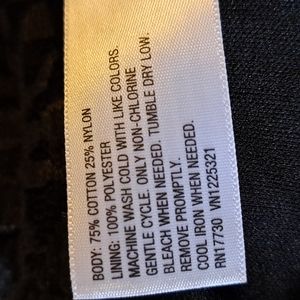 BODY: 75% COTTON 25% NYLON
LINING: 100% POLYESTER
MACHINE WASH COLD WITH LIKE COLORS.
GENTLE CYCLE. ONLY NON-CHLORINE
BLEACH WHEN NEEDED. TUMBLE DRY LOW.
REMOVE PROMPTLY.
COOL IRON WHEN NEEDED.
RN17730 VN1225321